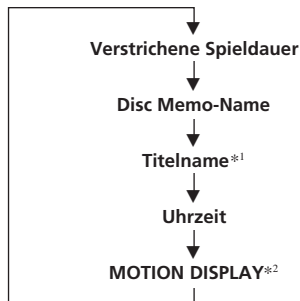 Verstrichene Spieldauer
Disc Memo-Name
Titelname*1
Uhrzeit
MOTION DISPLAY*2